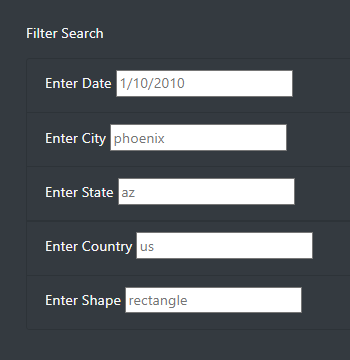 Filter Search
Enter Date 1/10/2010
Enter City phoenix
Enter State az
Enter Country us
Enter Shape rectangle